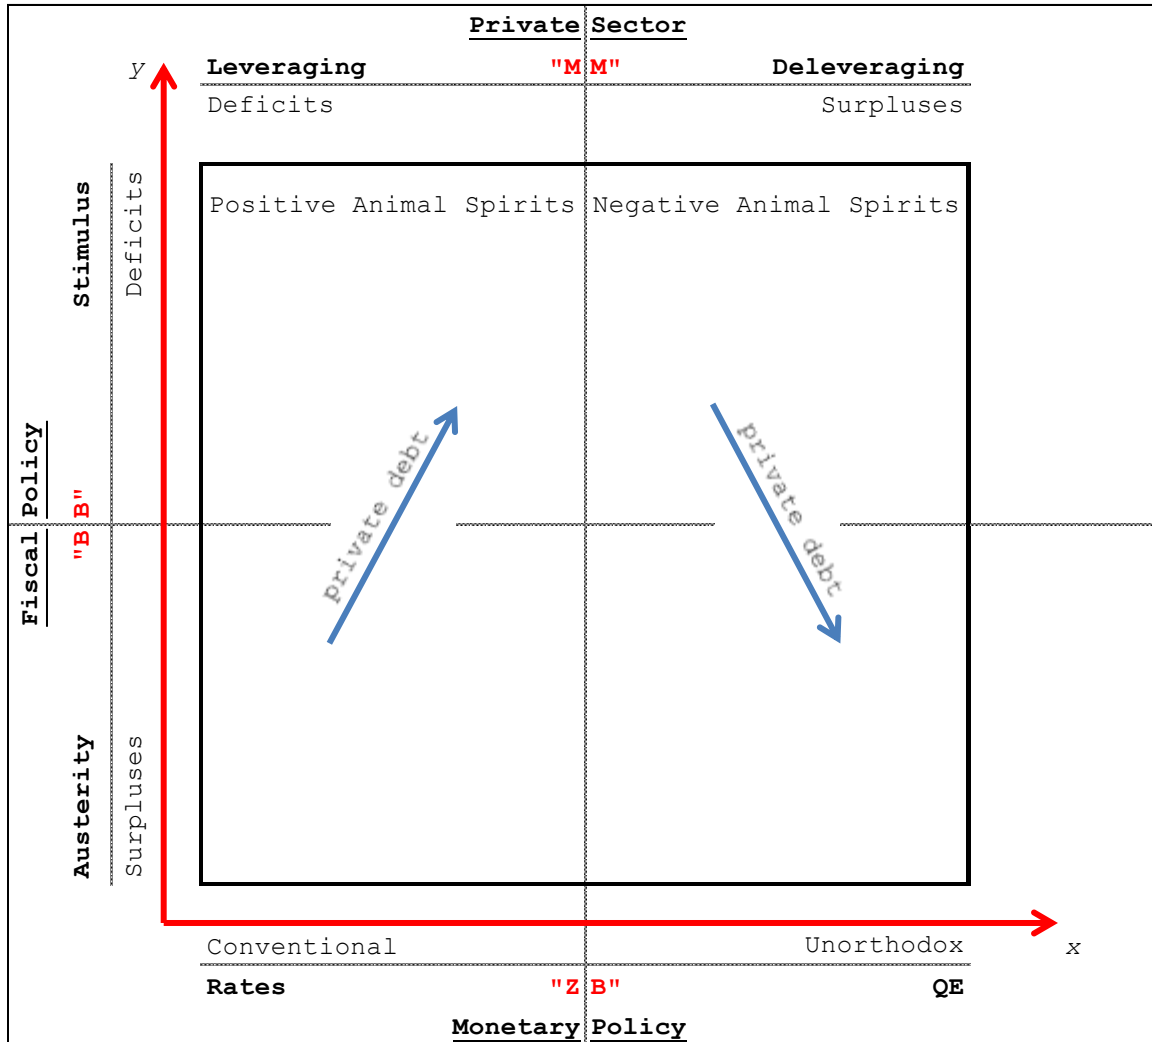 Private Sector
y
Leveraging "M M" Deleveraging
Deficits Surpluses
Stimulus
Deficits
Positive Animal Spirits Negative Animal Spirits
private debt
private debt
Fiscal Policy
"B B"
Austerity
Surpluses
Conventional Unorthodox
x
Rates "Z B" QE
Monetary Policy